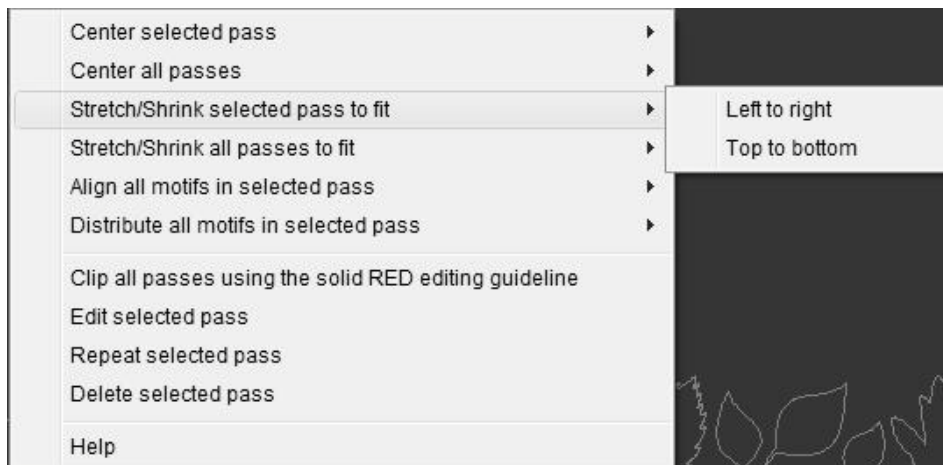 Center selected pass
Center all passes
Stretch/Shrink selected pass to fit
Left to right
Stretch/Shrink all passes to fit
Top to bottom
Align all motifs in selected pass
Distribute all motifs in selected pass
Clip all passes using the solid RED editing guideline
Edit selected pass
Repeat selected pass
Delete selected pass
Help